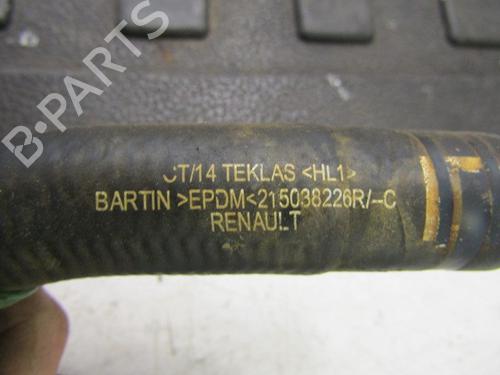 B-PARTS
CT/14 TEKLAS <HL1>
BARTIN >EPDM<215038226R/--C
RENAULT